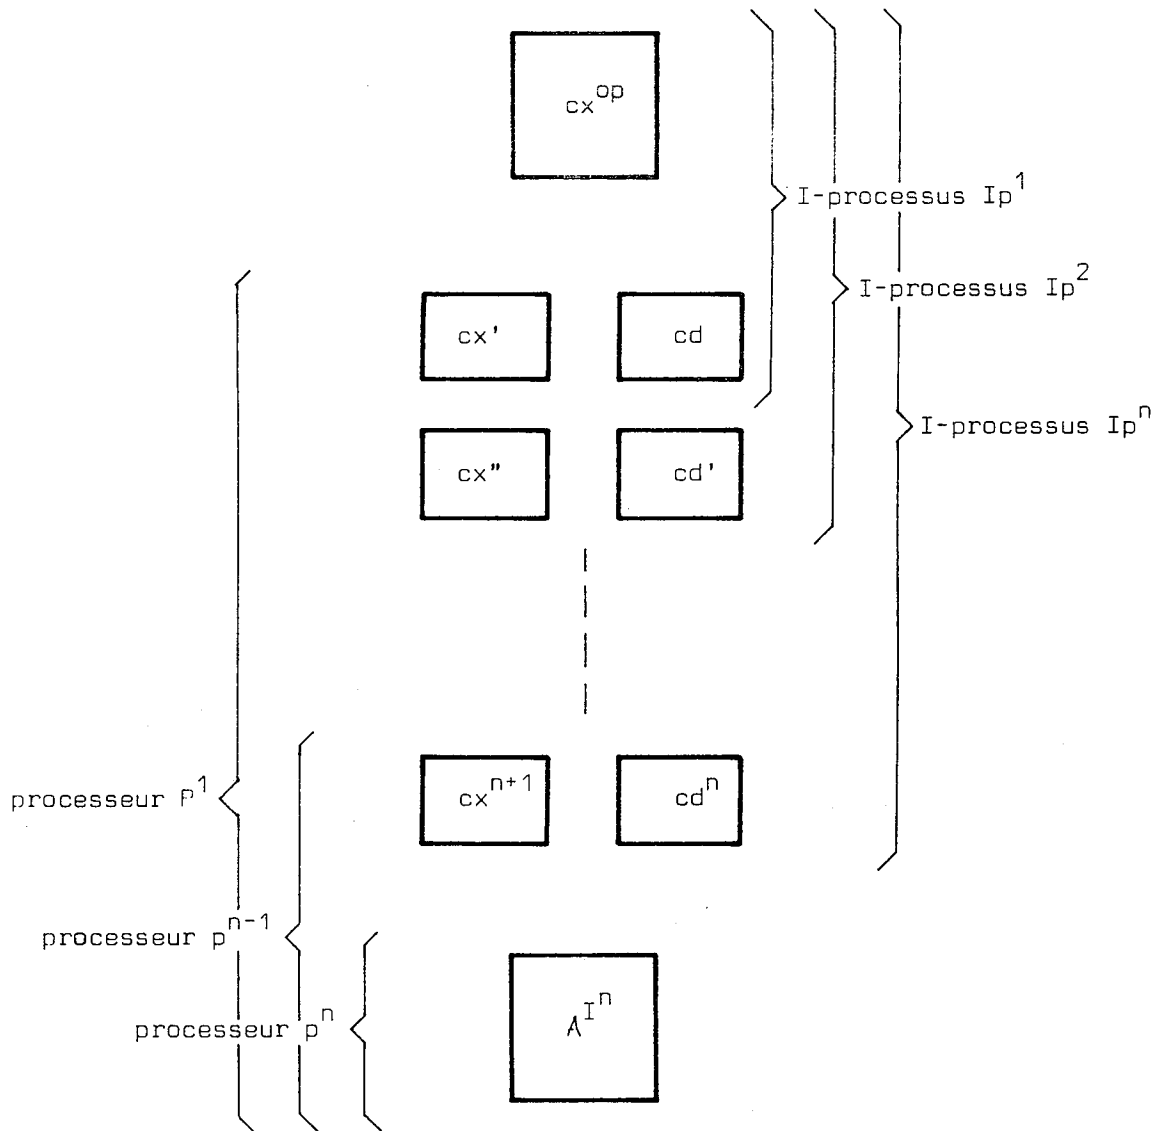 cx^op
I-processus Ip^1
I-processus Ip^2
cx' cd
I-processus Ip^n
cx" cd'
processeur P^1
cx^n+1 cd^n
processeur p^n-1
processeur p^n
A^I^n